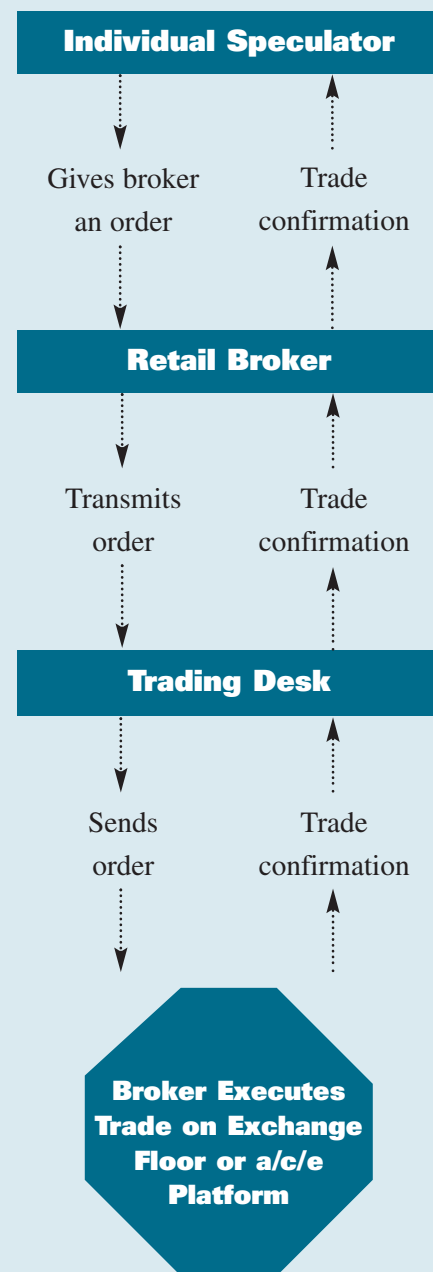 Individual Speculator
Gives broker
an order
Trade
confirmation
Retail Broker
Transmits
order
Trade
confirmation
Trading Desk
Sends
order
Trade
confirmation
Broker Executes
Trade on Exchange
Floor or a/c/e
Platform